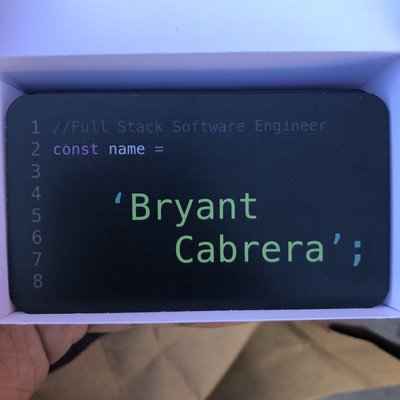 1 //Full Stack Software Engineer
2 const name =
3
4
5 ‘Bryant
6
7 Cabrera’;
8